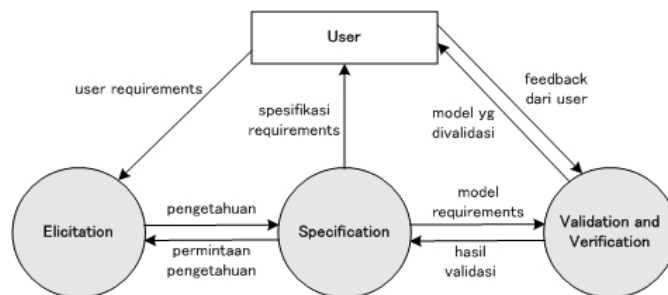 User
user requirements
spesifikasi
requirements
model yg
divalidasi
feedback
dari user
Elicitation
pengetahuan
permintaan
pengetahuan
Specification
model
requirements
hasil
validasi
Validation and
Verification